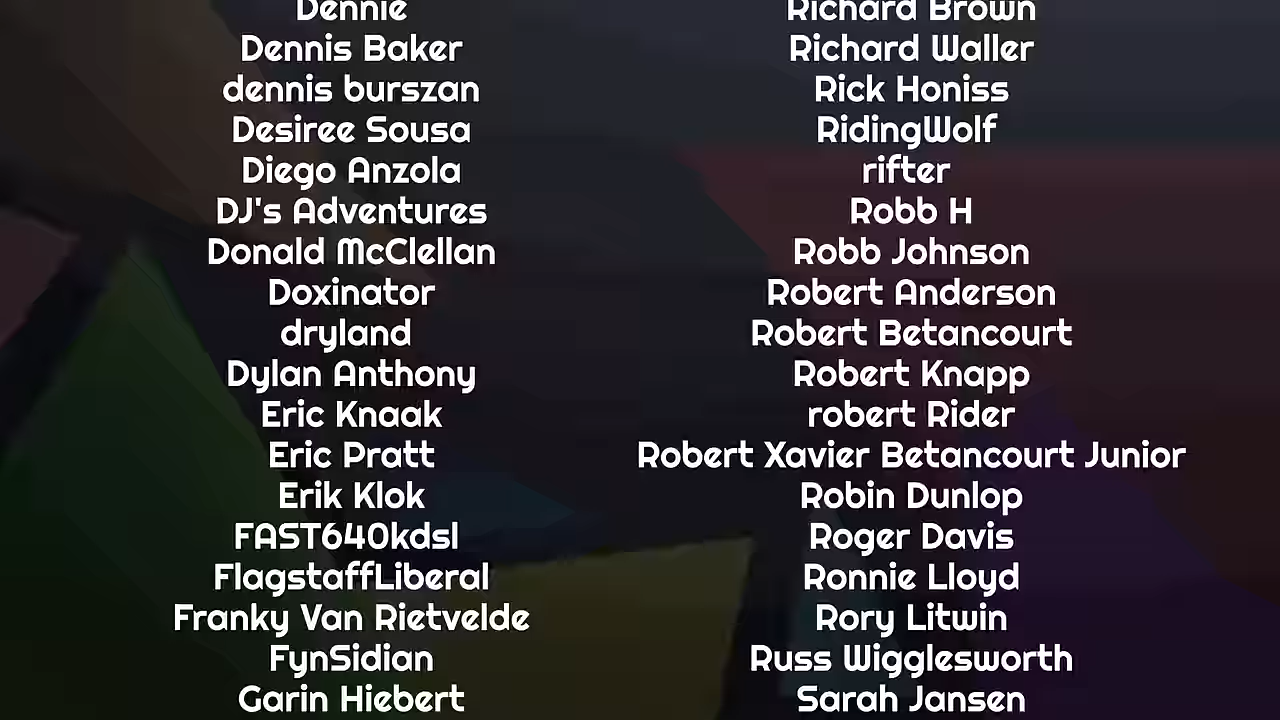 Dennie
Dennis Baker
dennis burszan
Desiree Sousa
Diego Anzola
DJ's Adventures
Donald McClellan
Doxinator
dryland
Dylan Anthony
Eric Knaak
Eric Pratt
Erik Klok
FAST640kdsl
FlagstaffLiberal
Franky Van Rietvelde
FynSidian
Garin Hiebert
Richard Brown
Richard Waller
Rick Honiss
RidingWolf
rifter
Robb H
Robb Johnson
Robert Anderson
Robert Betancourt
Robert Knapp
robert Rider
Robert Xavier Betancourt Junior
Robin Dunlop
Roger Davis
Ronnie Lloyd
Rory Litwin
Russ Wigglesworth
Sarah Jansen